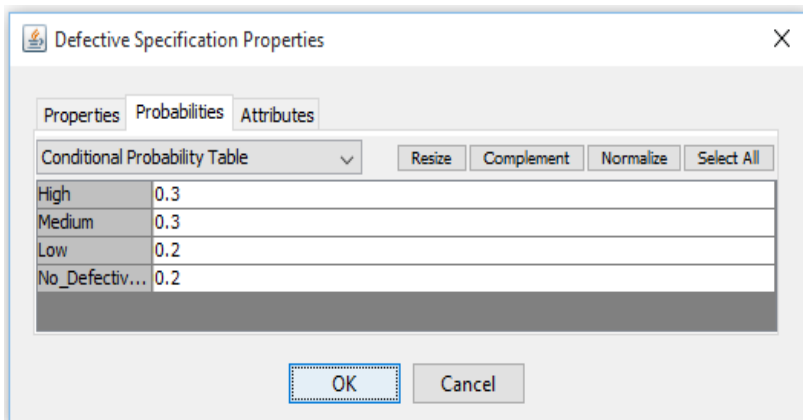 Defective Specification Properties
Properties Probabilities Attributes
Conditional Probability Table Resize Complement Normalize Select All
High 0.3
Medium 0.3
Low 0.2
No_Defectiv... 0.2
OK Cancel